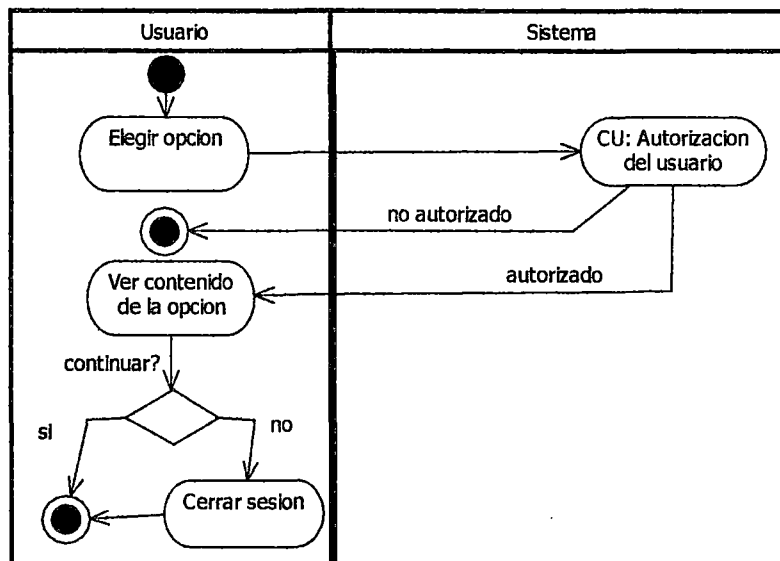 Usuario
Sistema
Elegir opcion
CU: Autorizacion
del usuario
no autorizado
autorizado
Ver contenido
de la opcion
continuar?
si
no
Cerrar sesion